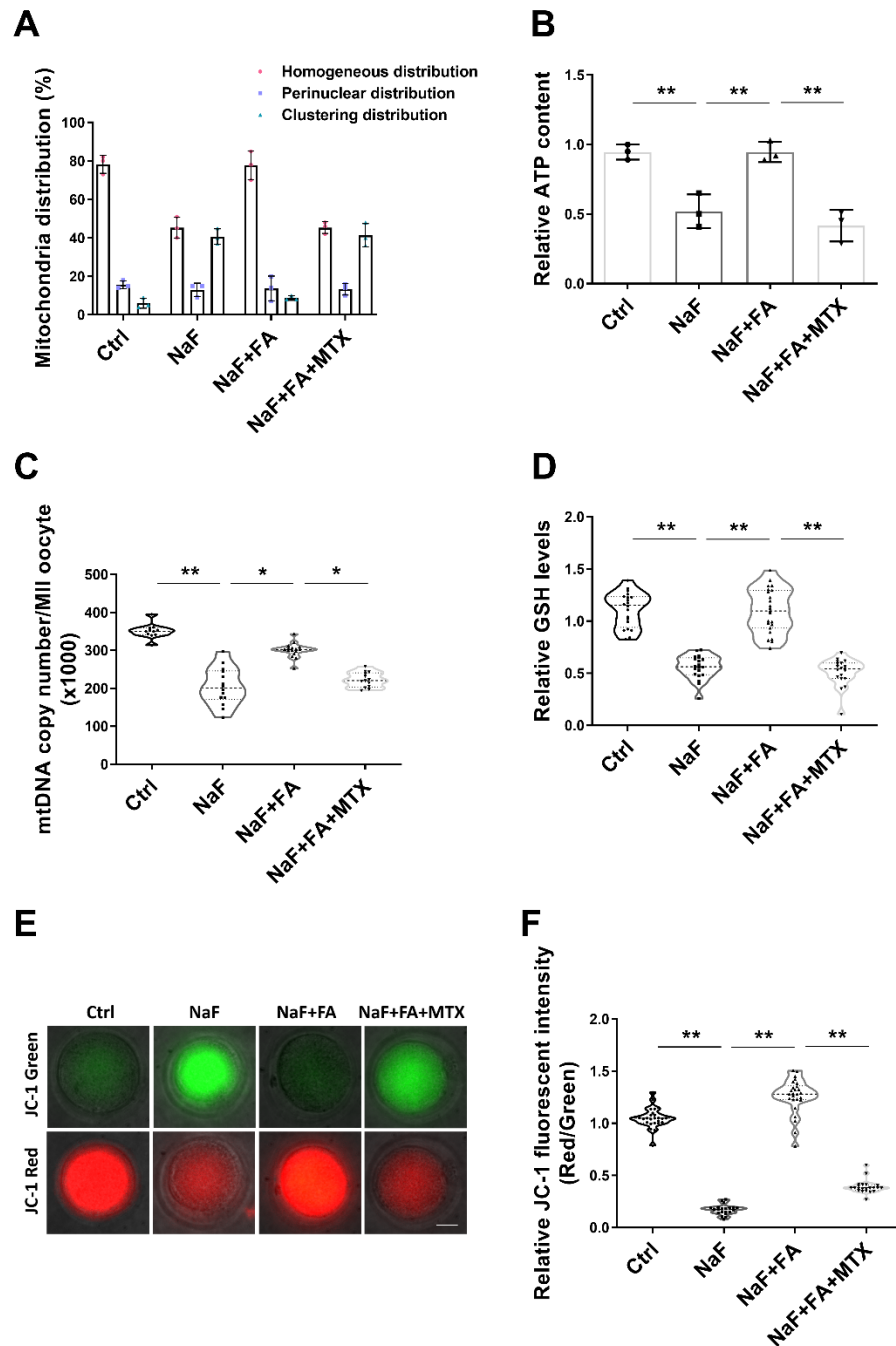 A
Homogeneous distribution
Perinuclear distribution
Clustering distribution
Mitochondria distribution (%)
100
80
60
40
20
0
Ctrl
NaF
NaF+FA
NaF+FA+MTX
B
Relative ATP content
1.5
1.0
0.5
0.0
** ** **
Ctrl
NaF
NaF+FA
NaF+FA+MTX
C
mtDNA copy number/MII oocyte
(x1000)
500
400
300
200
100
0
** * *
Ctrl
NaF
NaF+FA
NaF+FA+MTX
D
Relative GSH levels
2.0
1.5
1.0
0.5
0.0
** ** **
Ctrl
NaF
NaF+FA
NaF+FA+MTX
E
Ctrl NaF NaF+FA NaF+FA+MTX
JC-1 Green
JC-1 Red
F
Relative JC-1 fluorescent intensity
(Red/Green)
2.0
1.5
1.0
0.5
0.0
** ** **
Ctrl
NaF
NaF+FA
NaF+FA+MTX